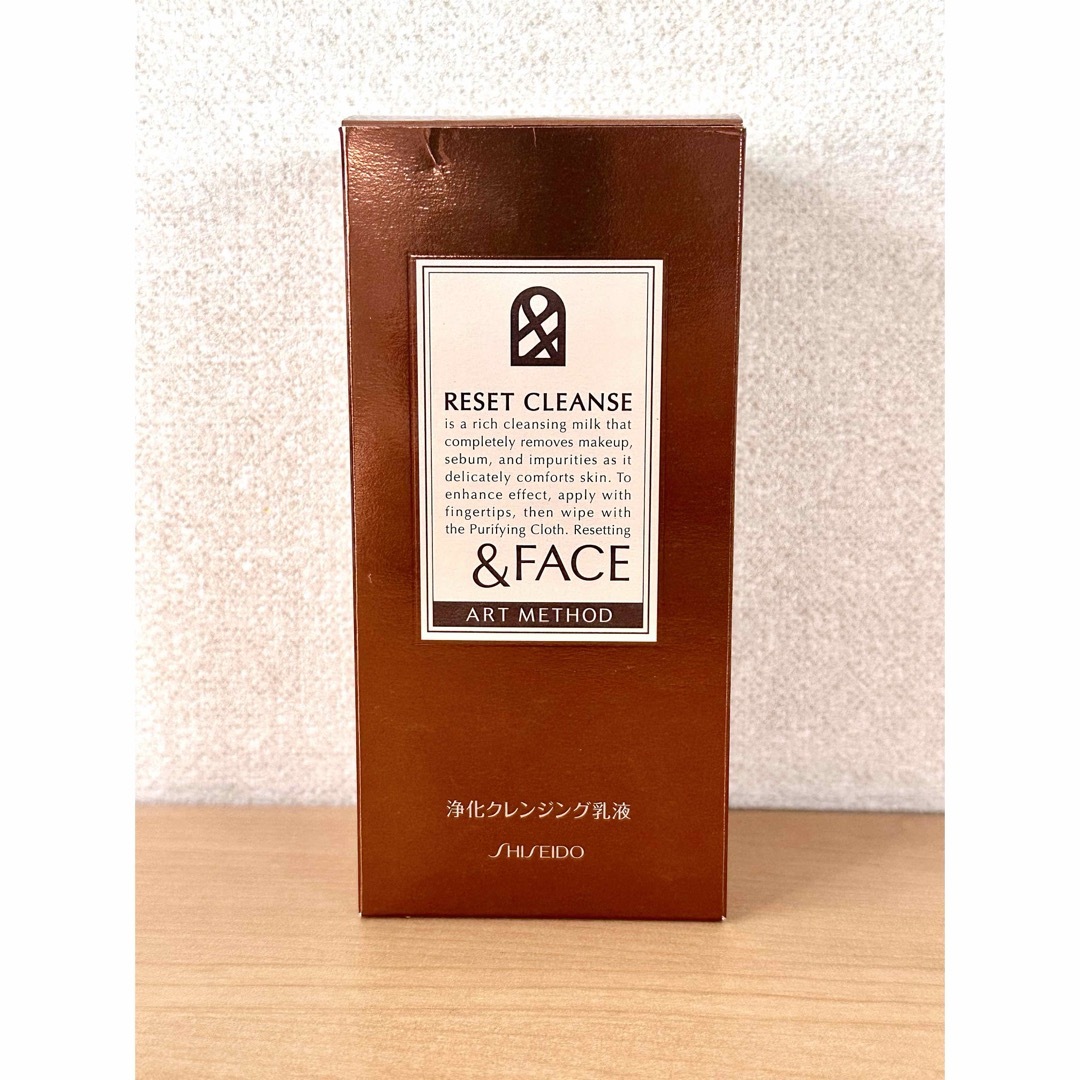 RESET CLEANSE
is a rich cleansing milk that
completely removes makeup,
sebum, and impurities as it
delicately comforts skin. To
enhance effect, apply with
fingertips, then wipe with
the Purifying Cloth. Resetting
&FACE
ART METHOD
浄化クレンジング乳液
SHISEIDO